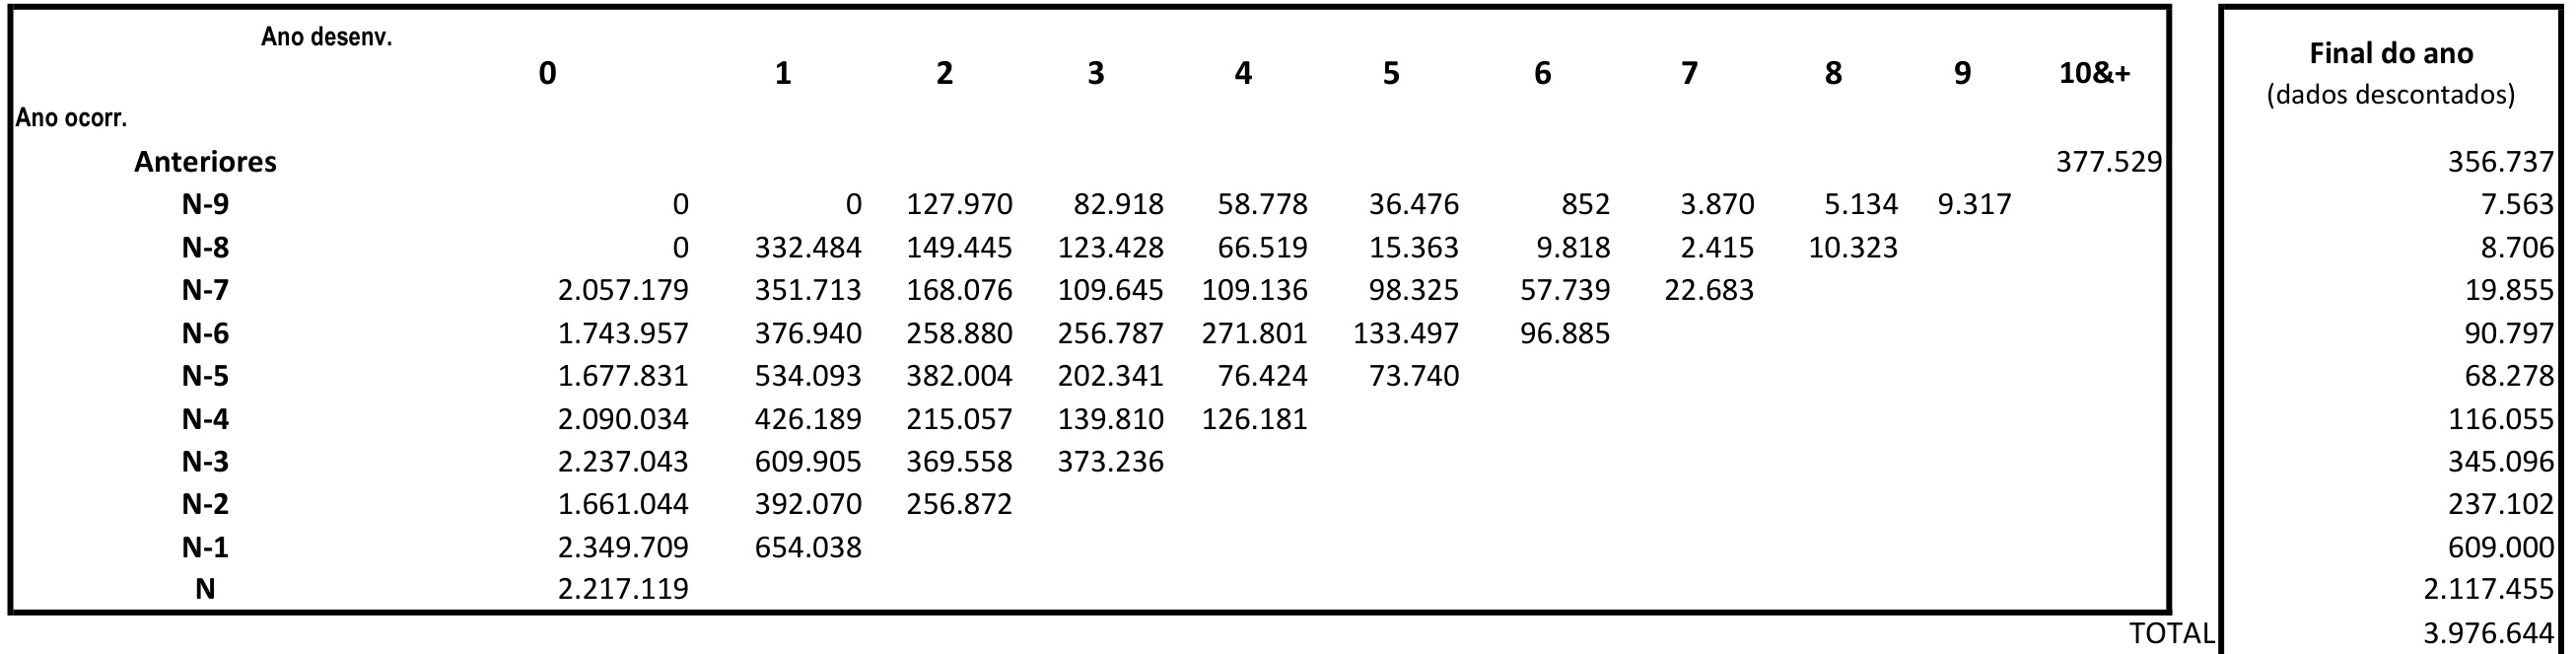 Ano desenv.
0 1 2 3 4 5 6 7 8 9 10&+ Final do ano
(dados descontados)
Ano ocorr.
Anteriores 377.529 356.737
N-9 0 0 127.970 82.918 58.778 36.476 852 3.870 5.134 9.317 7.563
N-8 0 332.484 149.445 123.428 66.519 15.363 9.818 2.415 10.323 8.706
N-7 2.057.179 351.713 168.076 109.645 109.136 98.325 57.739 22.683 19.855
N-6 1.743.957 376.940 258.880 256.787 271.801 133.497 96.885 90.797
N-5 1.677.831 534.093 382.004 202.341 76.424 73.740 68.278
N-4 2.090.034 426.189 215.057 139.810 126.181 116.055
N-3 2.237.043 609.905 369.558 373.236 345.096
N-2 1.661.044 392.070 256.872 237.102
N-1 2.349.709 654.038 609.000
N 2.217.119 2.117.455
TOTAL 3.976.644